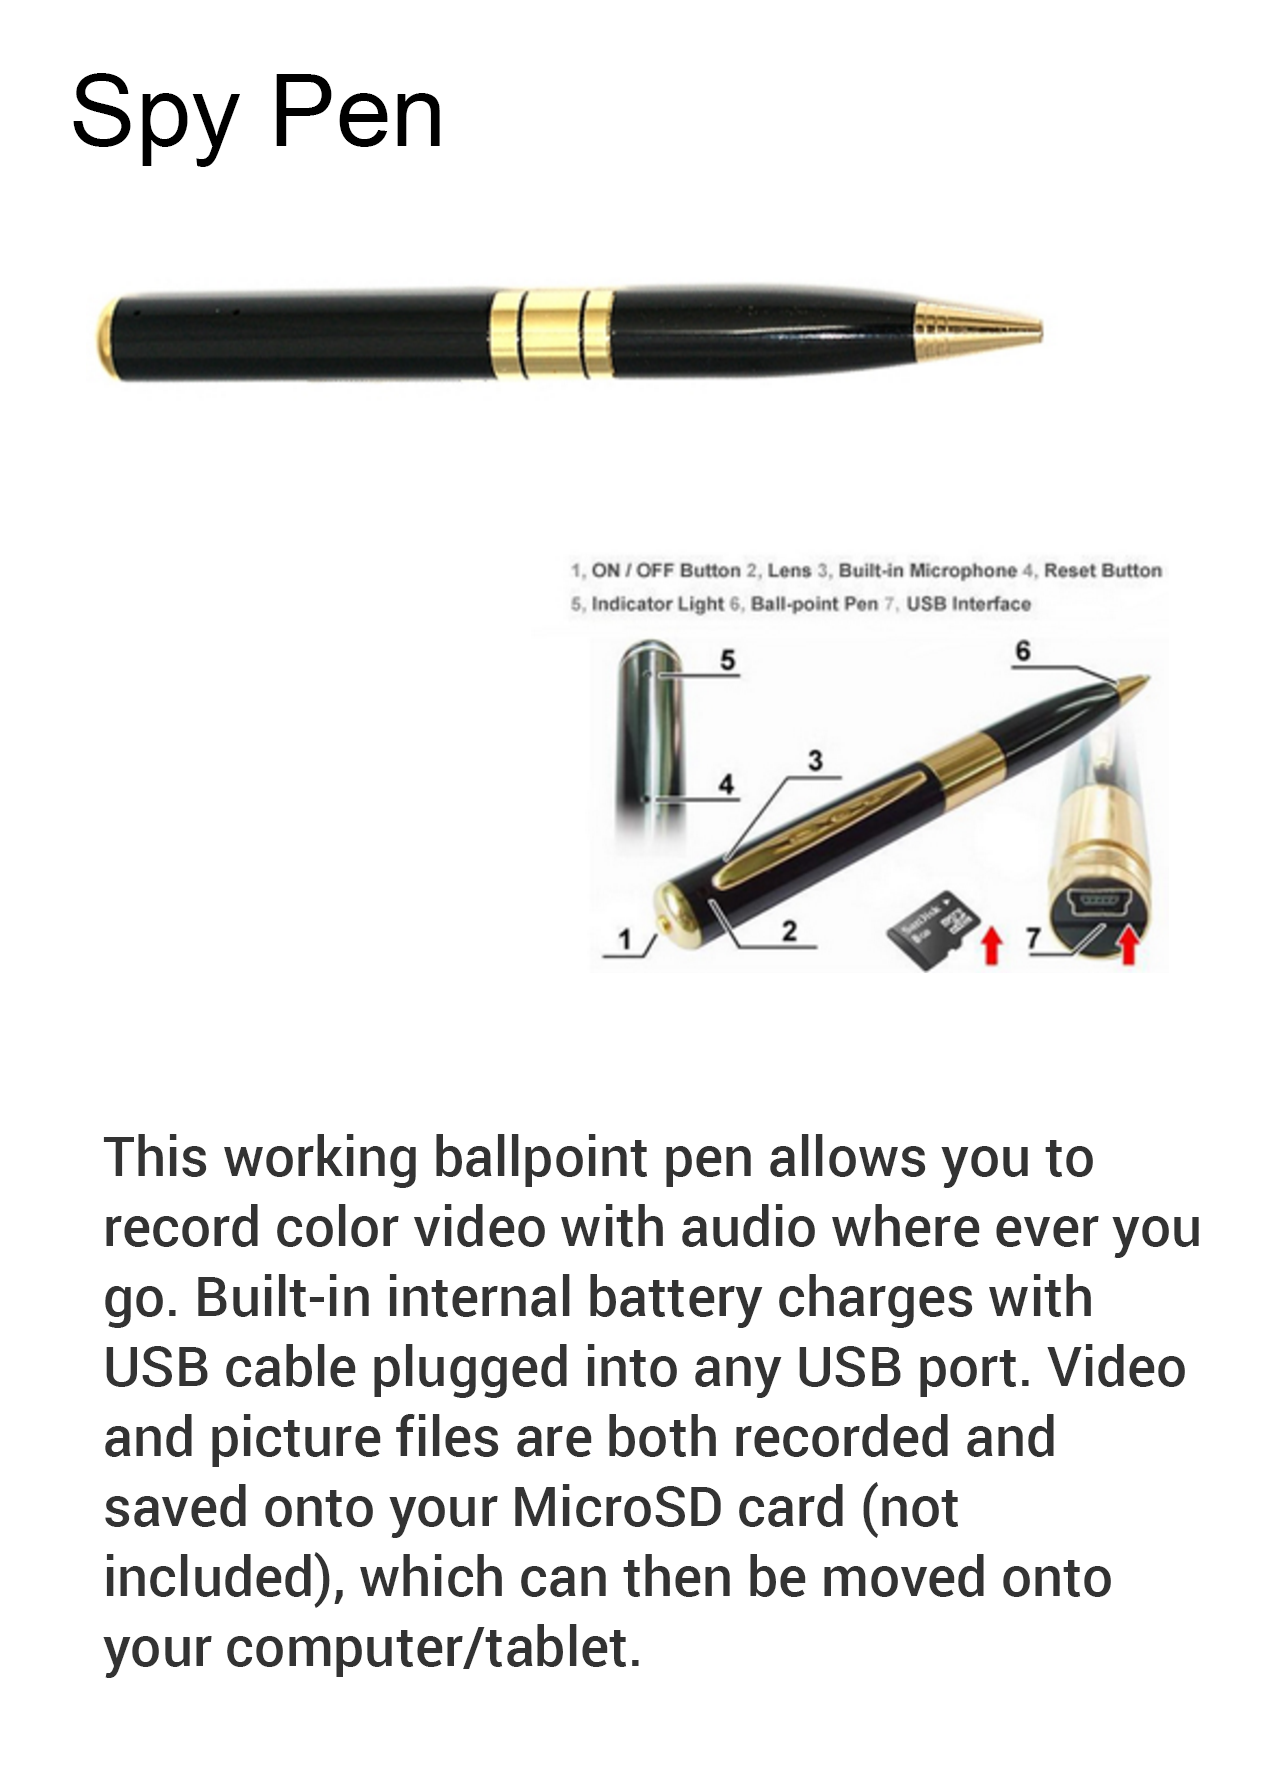 Spy Pen
1, ON / OFF Button 2, Lens 3, Built-in Microphone 4, Reset Button
5, Indicator Light 6, Ball-point Pen 7, USB Interface
5
6
3
4
1
2
7
SanDisk
8 GB
This working ballpoint pen allows you to
record color video with audio where ever you
go. Built-in internal battery charges with
USB cable plugged into any USB port. Video
and picture files are both recorded and
saved onto your MicroSD card (not
included), which can then be moved onto
your computer/tablet.